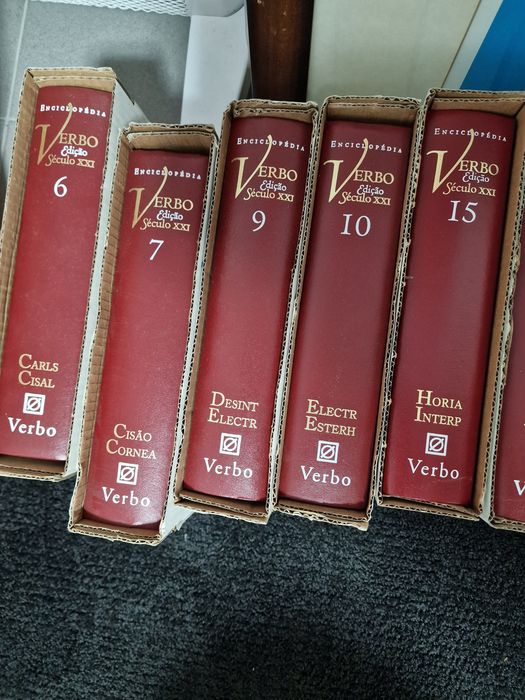 ENCICLOPÉDIA
VERBO
Edição
Século XXI
6
CARLS
CISAL
Verbo
ENCICLOPÉDIA
VERBO
Edição
Século XXI
7
CISÃO
CORNEA
Verbo
ENCICLOPÉDIA
VERBO
Edição
Século XXI
9
DESINT
ELECTR
Verbo
ENCICLOPÉDIA
VERBO
Edição
Século XXI
10
ELECTR
ESTERH
Verbo
ENCICLOPÉDIA
VERBO
Edição
Século XXI
15
HORIA
INTERP
Verbo